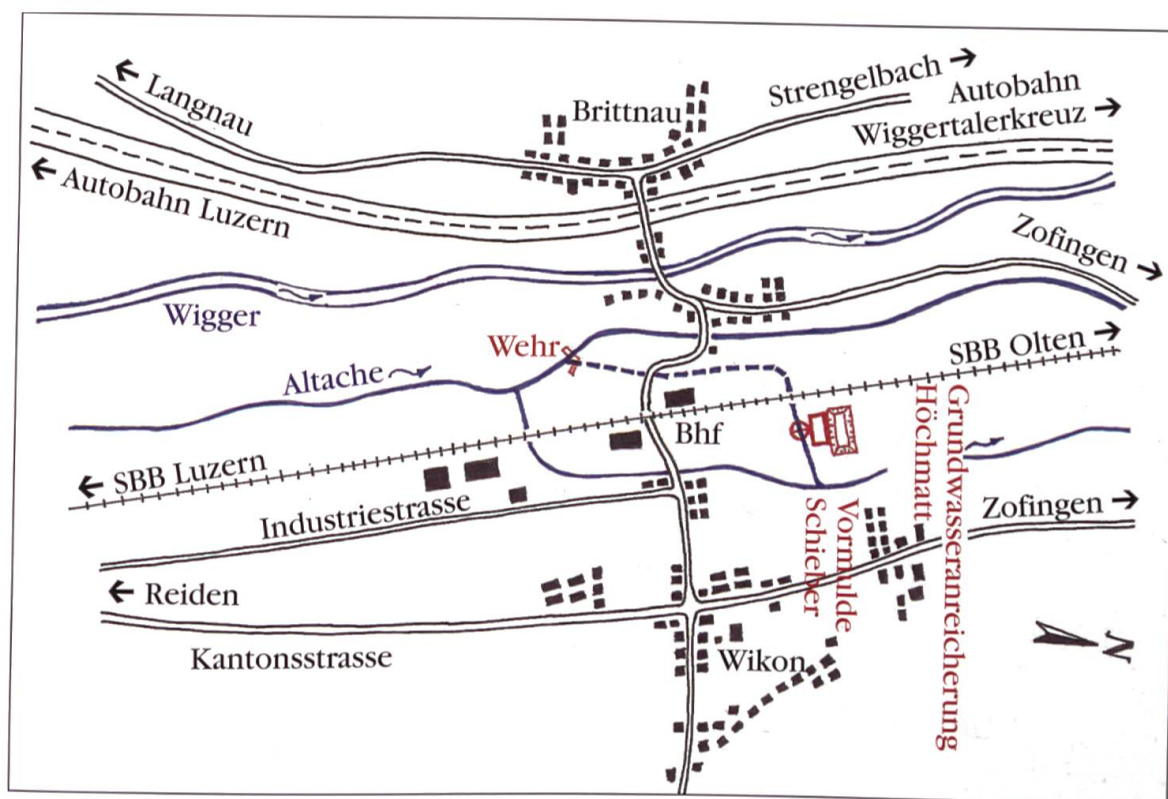 ← Langnau
Brittnau
Strengelbach →
Autobahn
Wiggertalerkreuz →
← Autobahn Luzern
Zofingen →
Wigger
Wehr
SBB Olten →
Altache
Bhf
← SBB Luzern
Grundwasseranreicherung
Höchmatt
Industriestrasse
Vormulde
Schieber
Zofingen →
← Reiden
Kantonsstrasse
Wikon
N